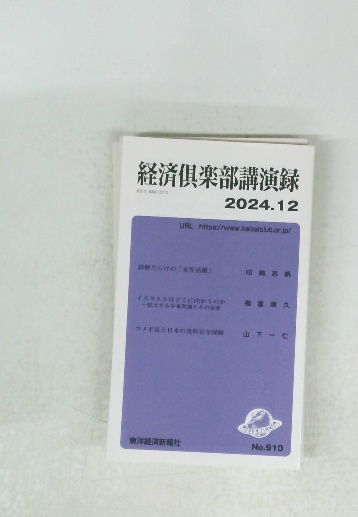 経済倶楽部講演録
2024.12
URL https://www.keizaiclub.or.jp/
誤解だらけの「女性活躍」
イスラエルはどこに向かうのか
コメ不足と日本の食料安全保障
山下一仁
東洋経済新報社
No.910